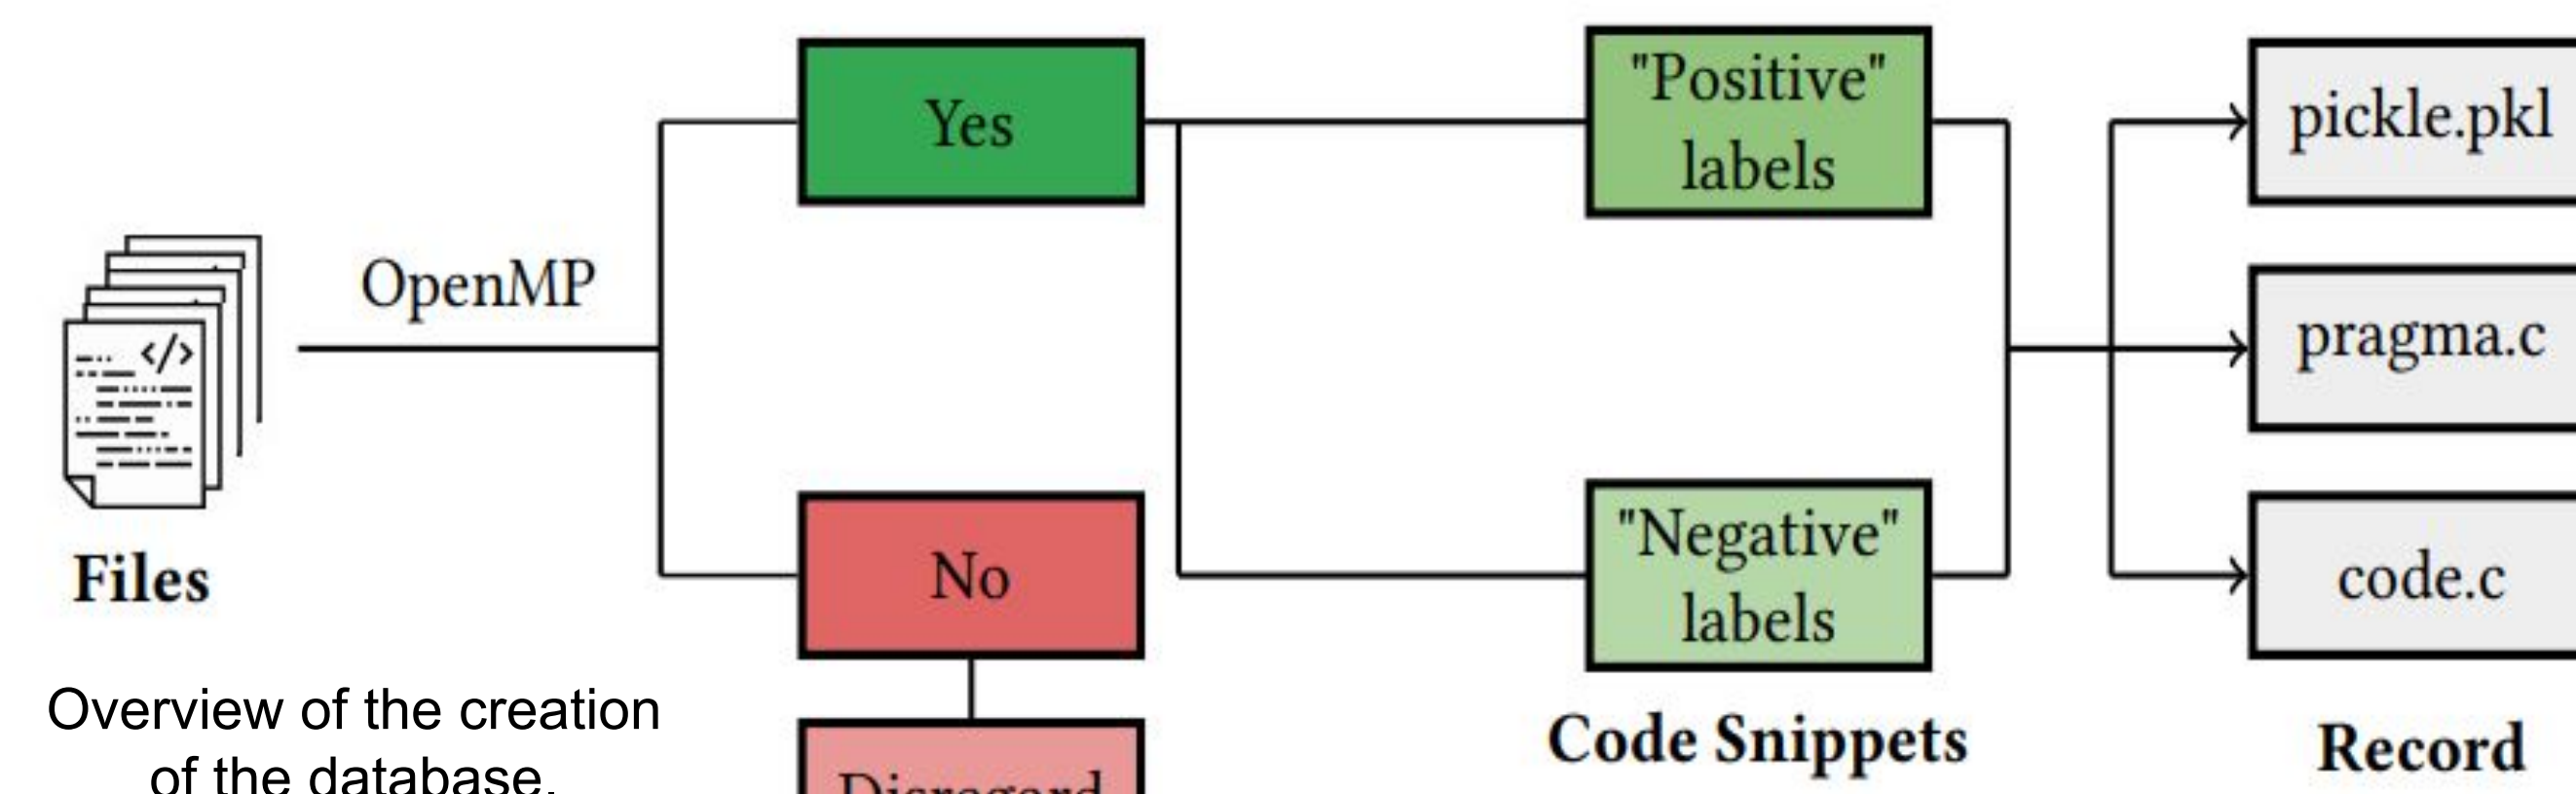 Yes
"Positive"
labels
pickle.pkl
OpenMP
</>
pragma.c
Files
No
"Negative"
labels
code.c
Overview of the creation
of the database.
Disregard
Code Snippets
Record